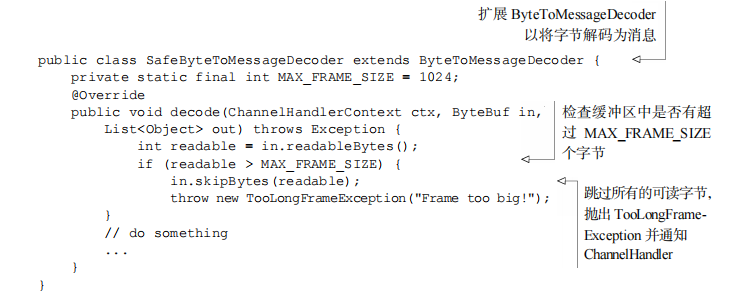 扩展 ByteToMessageDecoder
以将字节解码为消息
public class SafeByteToMessageDecoder extends ByteToMessageDecoder {
    private static final int MAX_FRAME_SIZE = 1024;
    @Override
    public void decode(ChannelHandlerContext ctx, ByteBuf in,
        List<Object> out) throws Exception {
            int readable = in.readableBytes();
            if (readable > MAX_FRAME_SIZE) {
                in.skipBytes(readable);
                throw new TooLongFrameException("Frame too big!");
        }
        // do something
        ...
    }
}
检查缓冲区中是否有超
过 MAX_FRAME_SIZE
个字节
跳过所有的可读字节，
抛出 TooLongFrame-
Exception 并通知
ChannelHandler